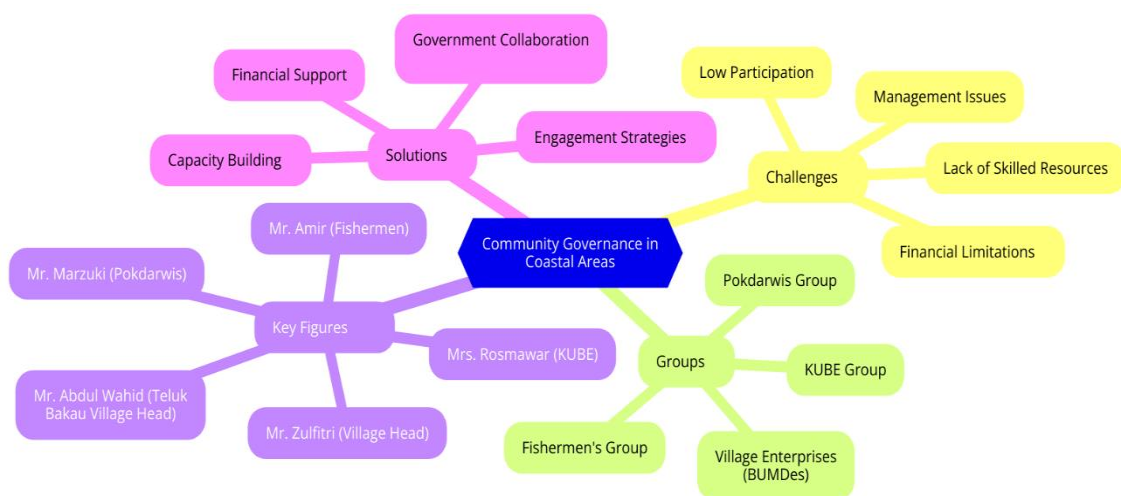 Government Collaboration
Financial Support
Engagement Strategies
Capacity Building
Solutions
Low Participation
Management Issues
Lack of Skilled Resources
Challenges
Financial Limitations
Community Governance in
Coastal Areas
Mr. Amir (Fishermen)
Mr. Marzuki (Pokdarwis)
Key Figures
Mrs. Rosmawar (KUBE)
Mr. Abdul Wahid (Teluk
Bakau Village Head)
Mr. Zulfitri (Village Head)
Pokdarwis Group
Groups
KUBE Group
Fishermen's Group
Village Enterprises
(BUMDes)